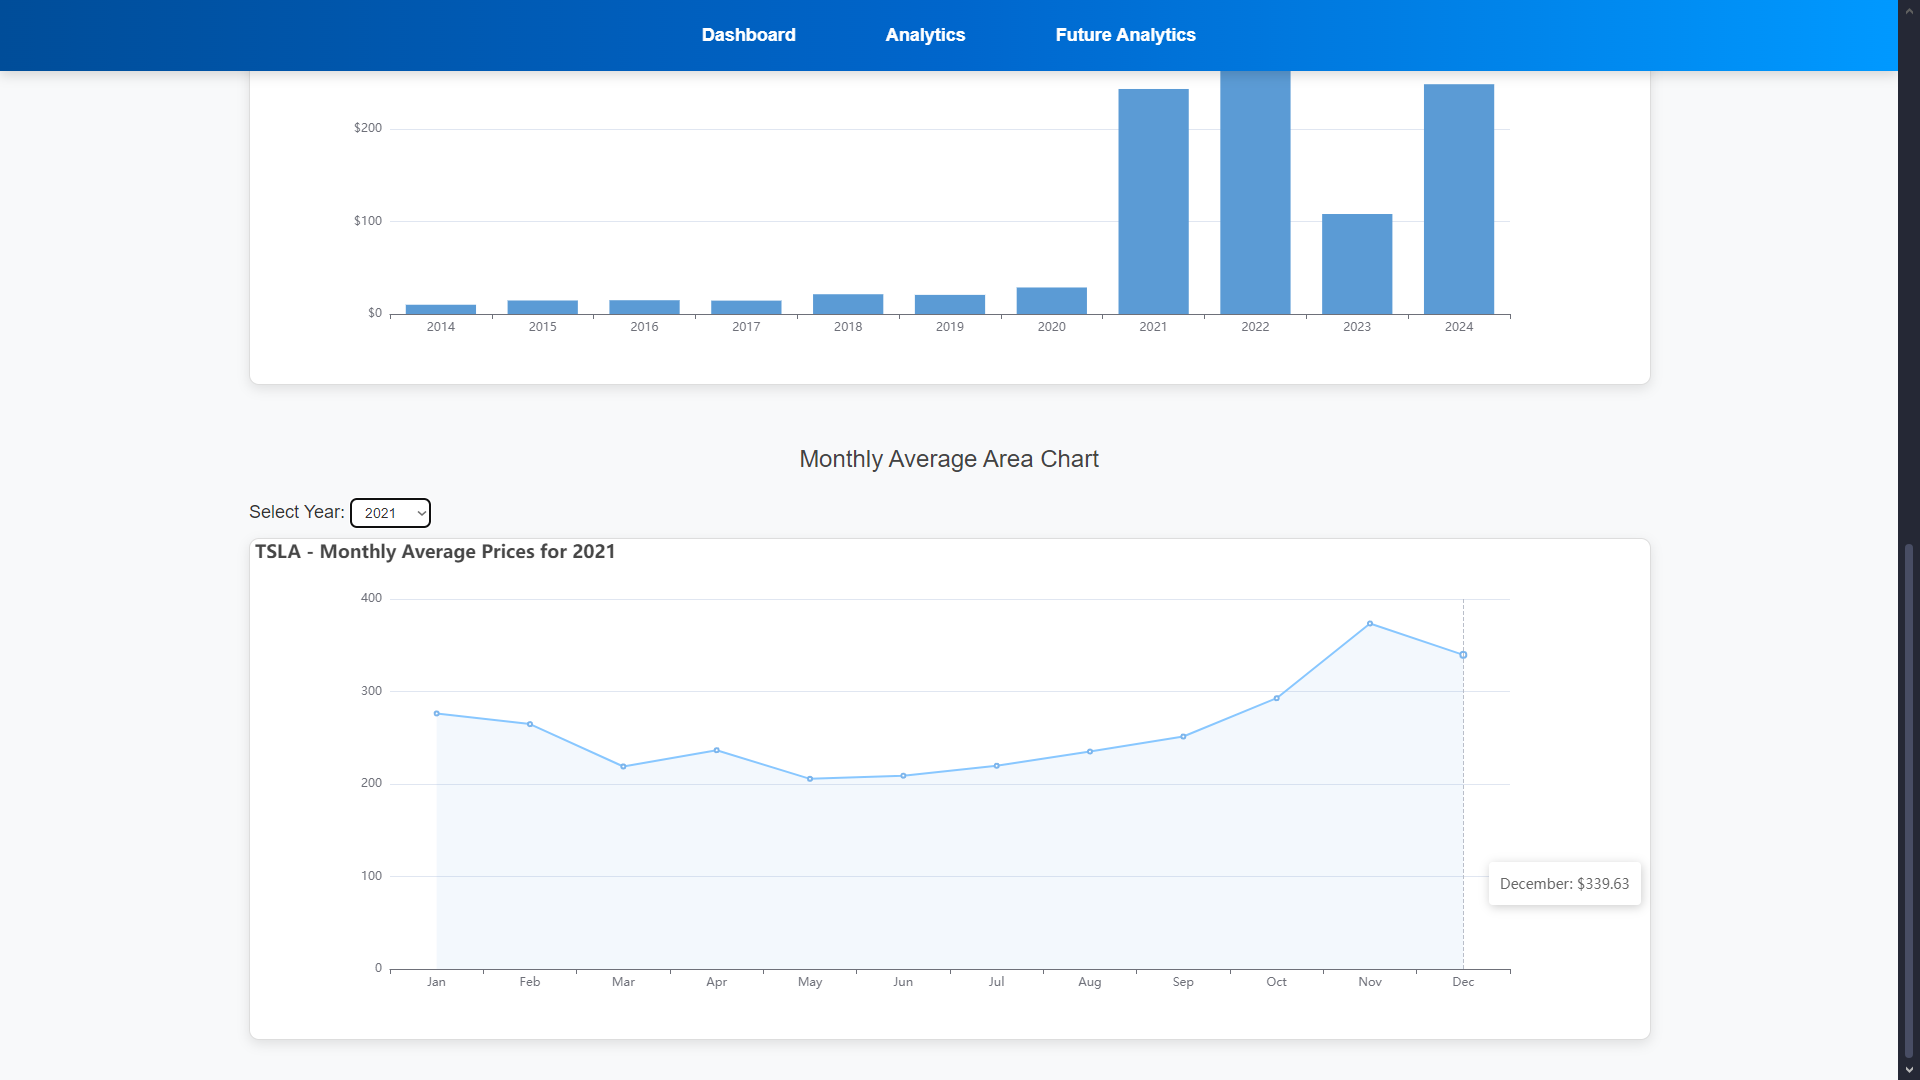 Dashboard Analytics Future Analytics
$200
$100
$0
2014 2015 2016 2017 2018 2019 2020 2021 2022 2023 2024
Monthly Average Area Chart
Select Year: 2021
TSLA - Monthly Average Prices for 2021
400
300
200
100
December: $339.63
0
Jan Feb Mar Apr May Jun Jul Aug Sep Oct Nov Dec